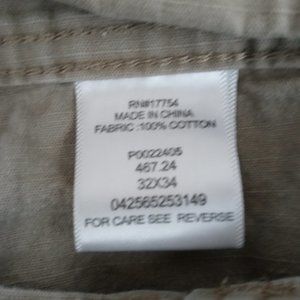 RN#17754
MADE IN CHINA
FABRIC :100% COTTON
P0022405
467.24
32X34
042565253149
FOR CARE SEE REVERSE